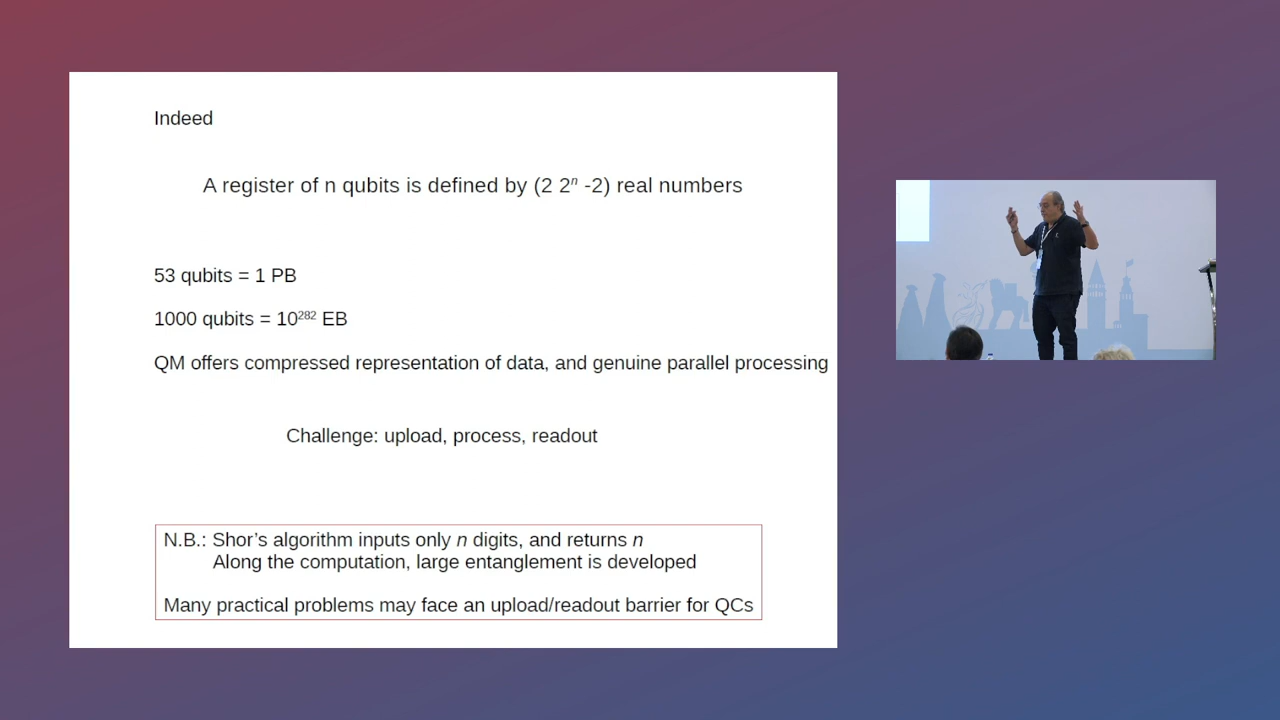 Indeed
A register of n qubits is defined by (2 2ⁿ -2) real numbers
53 qubits = 1 PB
1000 qubits = 10²⁸² EB
QM offers compressed representation of data, and genuine parallel processing
Challenge: upload, process, readout
N.B.: Shor’s algorithm inputs only n digits, and returns n
Along the computation, large entanglement is developed
Many practical problems may face an upload/readout barrier for QCs